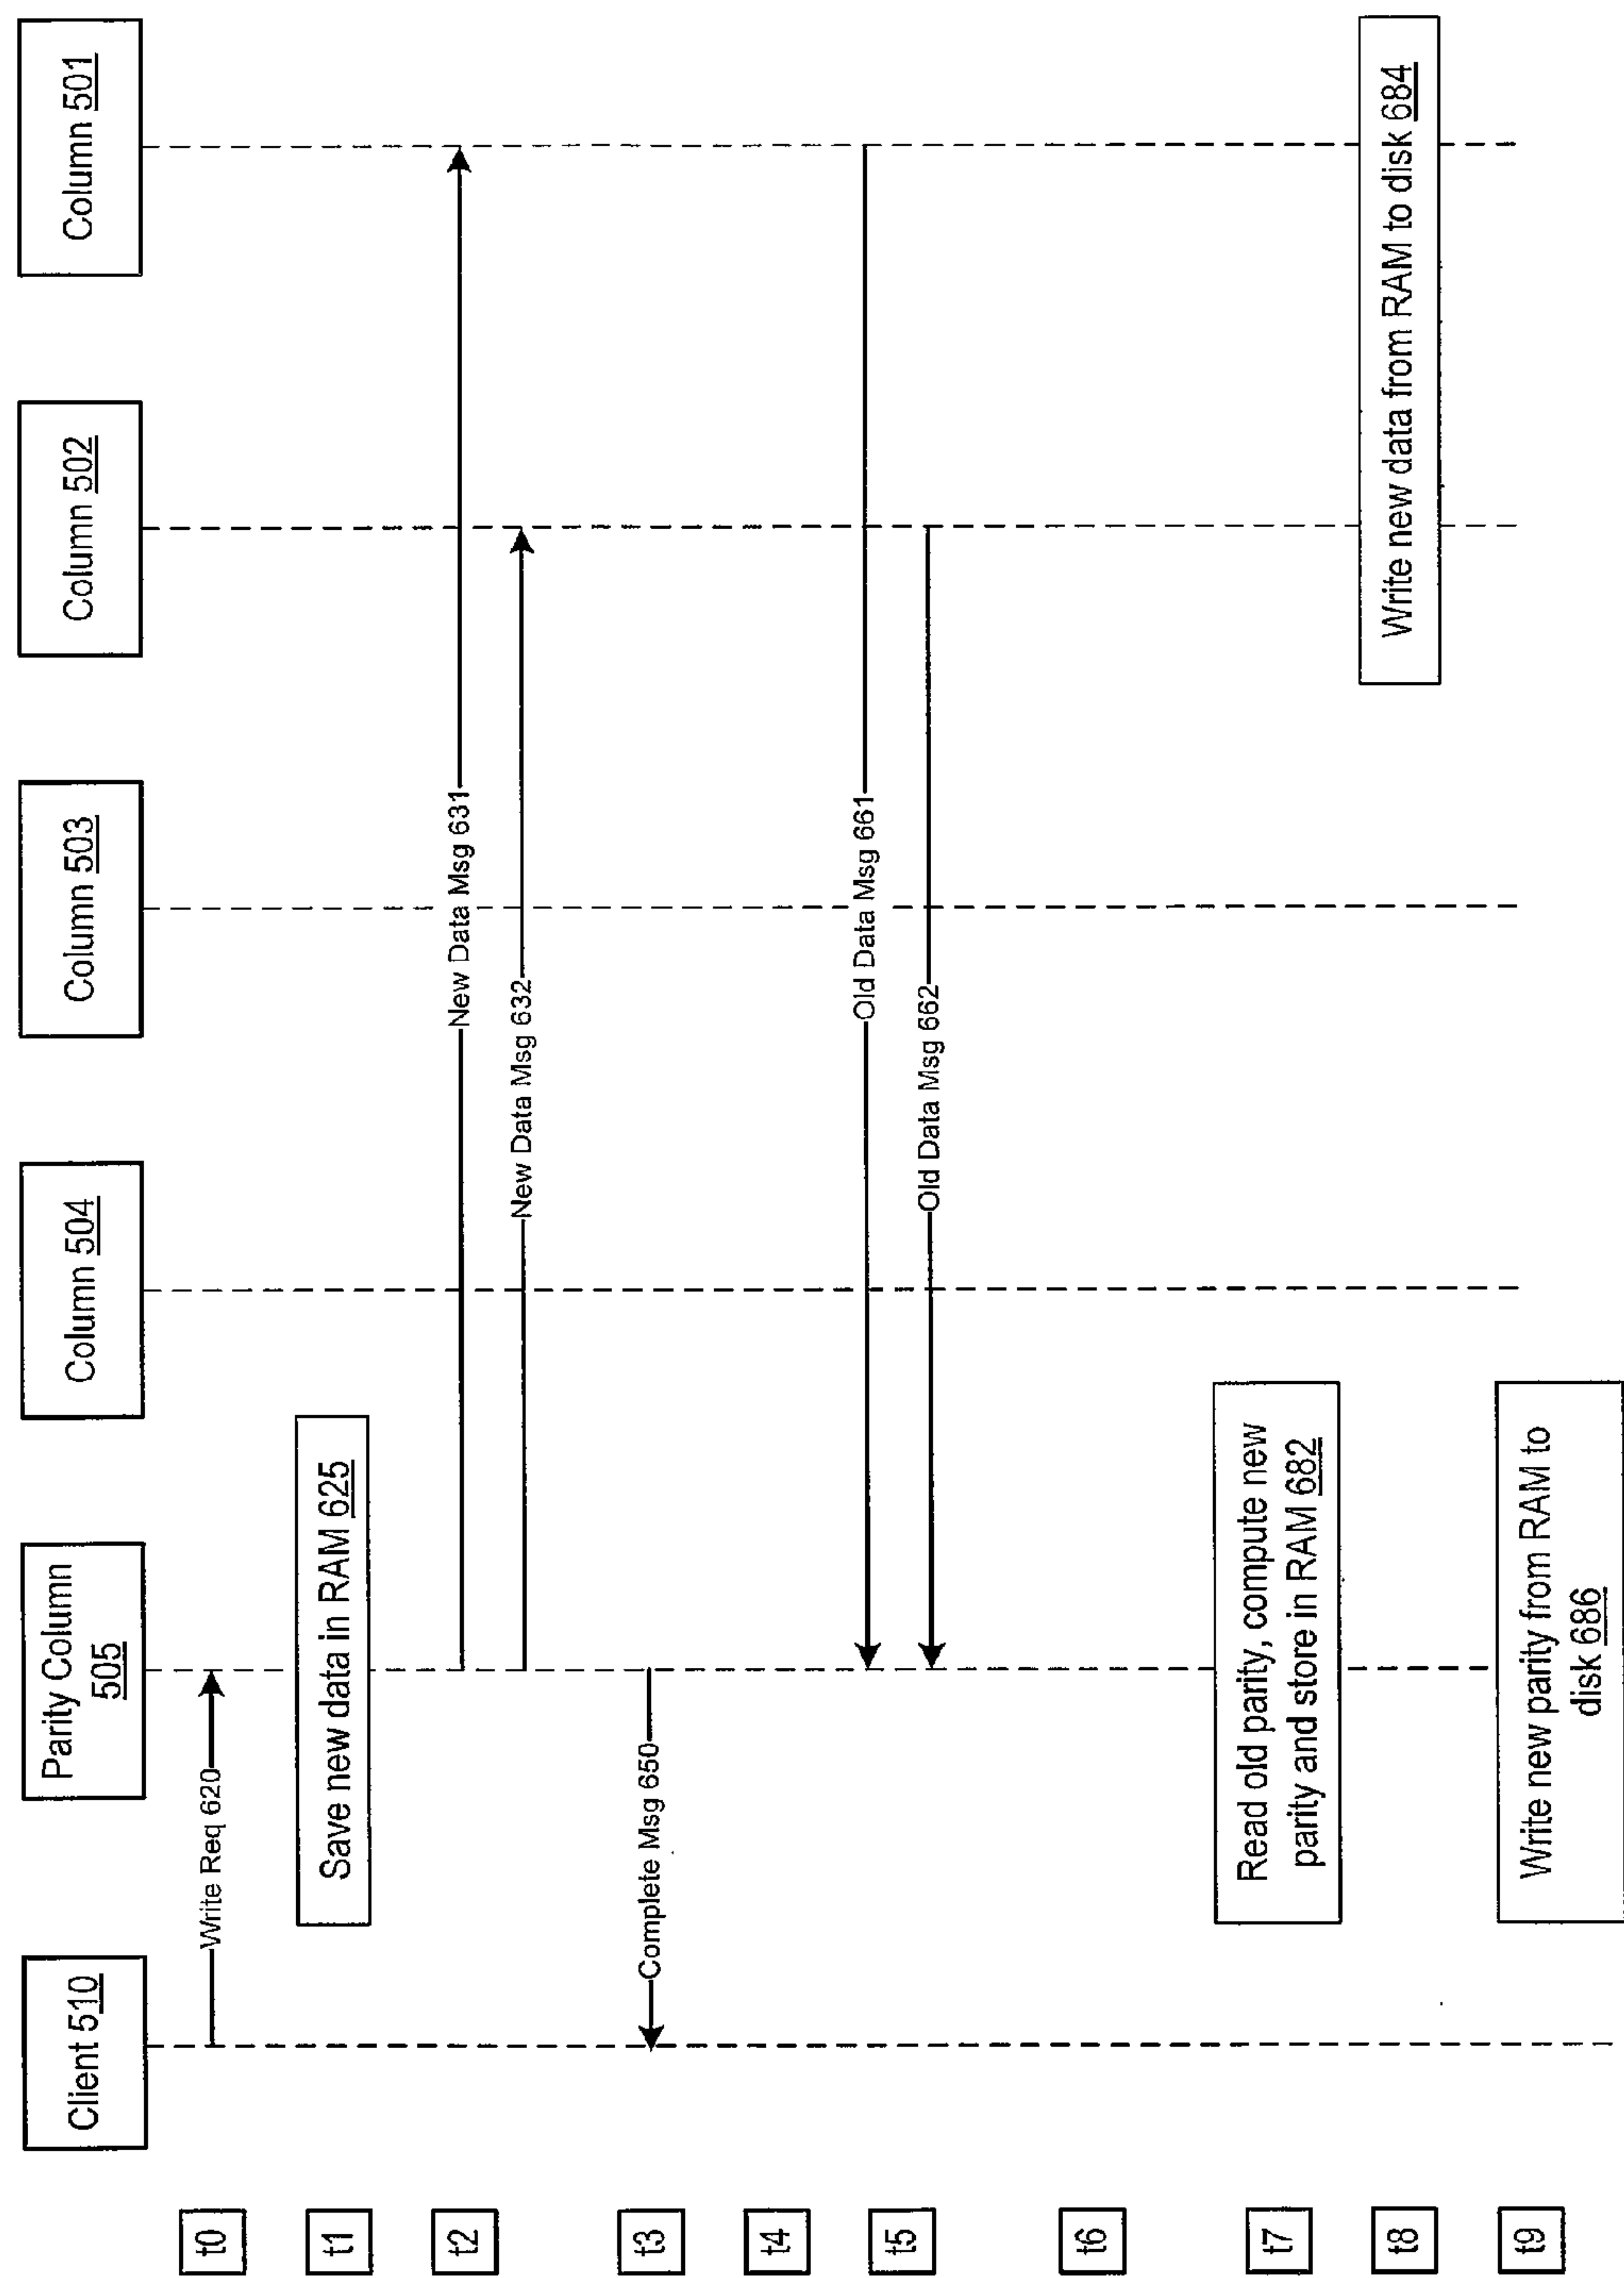 Client 510
Parity Column
505
Column 504
Column 503
Column 502
Column 501
t0
Write Req 620
t1
Save new data in RAM 625
t2
New Data Msg 631
New Data Msg 632
t3
Complete Msg 650
t4
t5
Old Data Msg 661
Old Data Msg 662
t6
t7
Read old parity, compute new
parity and store in RAM 682
t8
Write new data from RAM to disk 684
t9
Write new parity from RAM to
disk 686